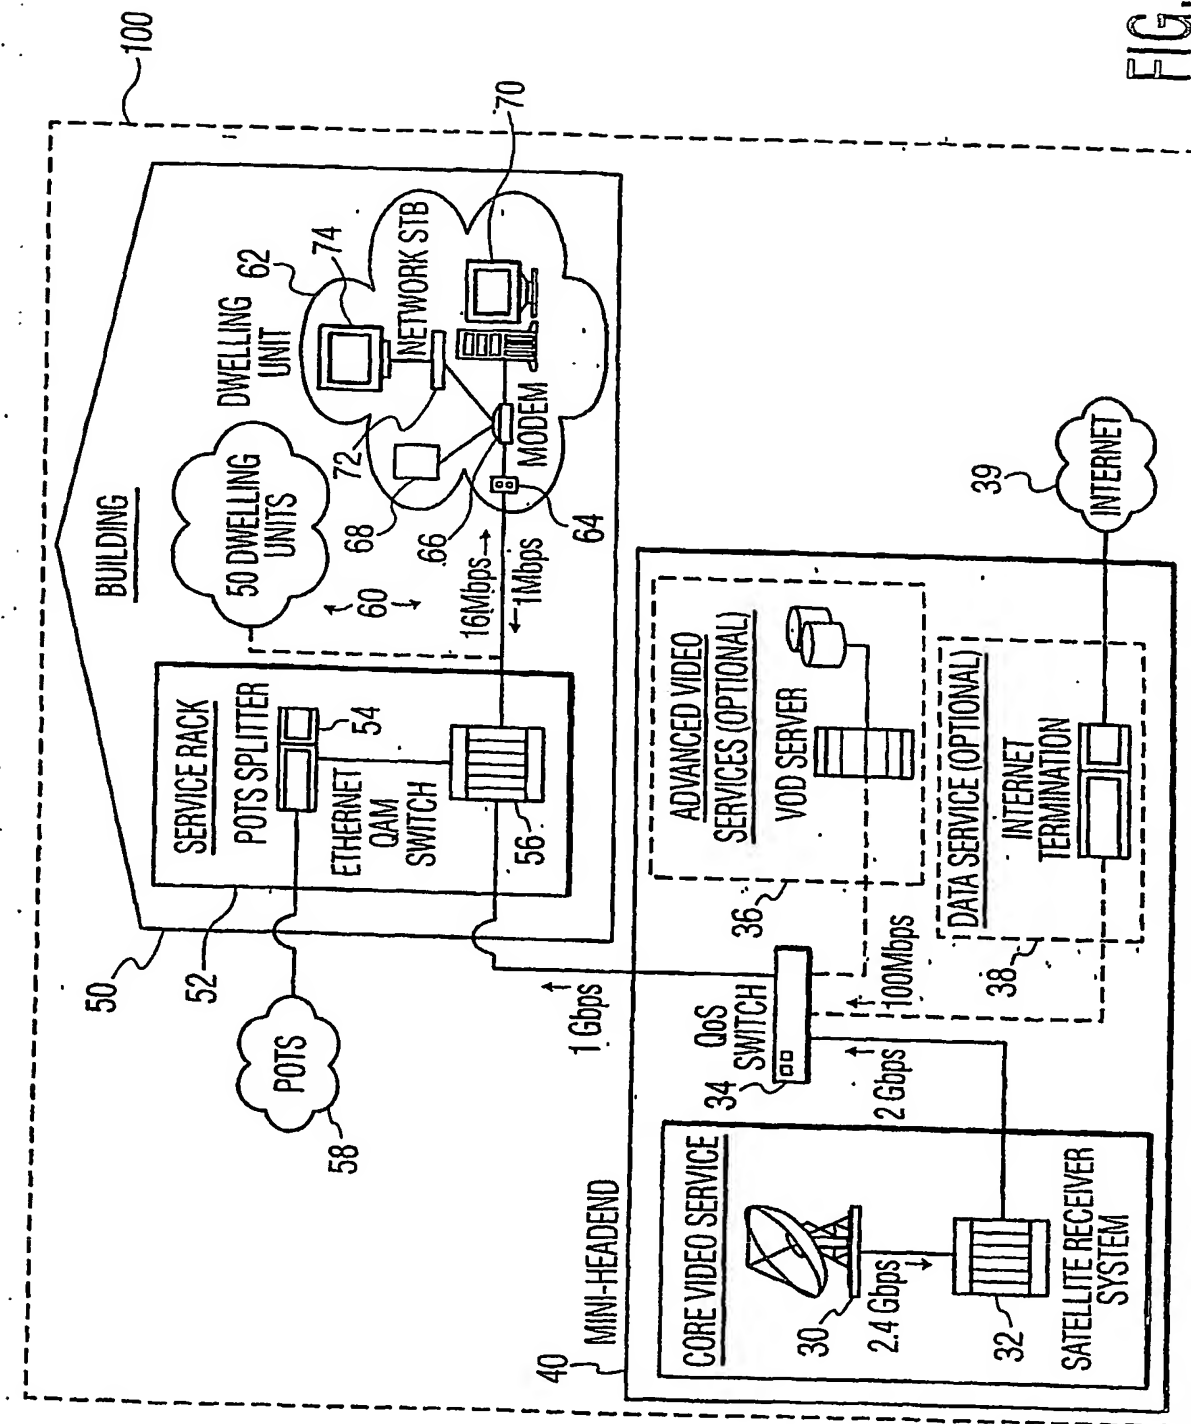 100
BUILDING
50
SERVICE RACK
POTS SPLITTER
54
ETHERNET
QAM
SWITCH
56
52
50 DWELLING
UNITS
60
DWELLING
UNIT
62
74
NETWORK STB
70
72
68
66
MODEM
64
16Mbps
1Mbps
POTS
58
1 Gbps
40
MINI-HEADEND
CORE VIDEO SERVICE
30
2.4 Gbps
32
SATELLITE RECEIVER
SYSTEM
QoS
SWITCH
34
2 Gbps
100Mbps
ADVANCED VIDEO
SERVICES (OPTIONAL)
VOD SERVER
36
DATA SERVICE (OPTIONAL)
INTERNET
TERMINATION
38
39
INTERNET
FIG.